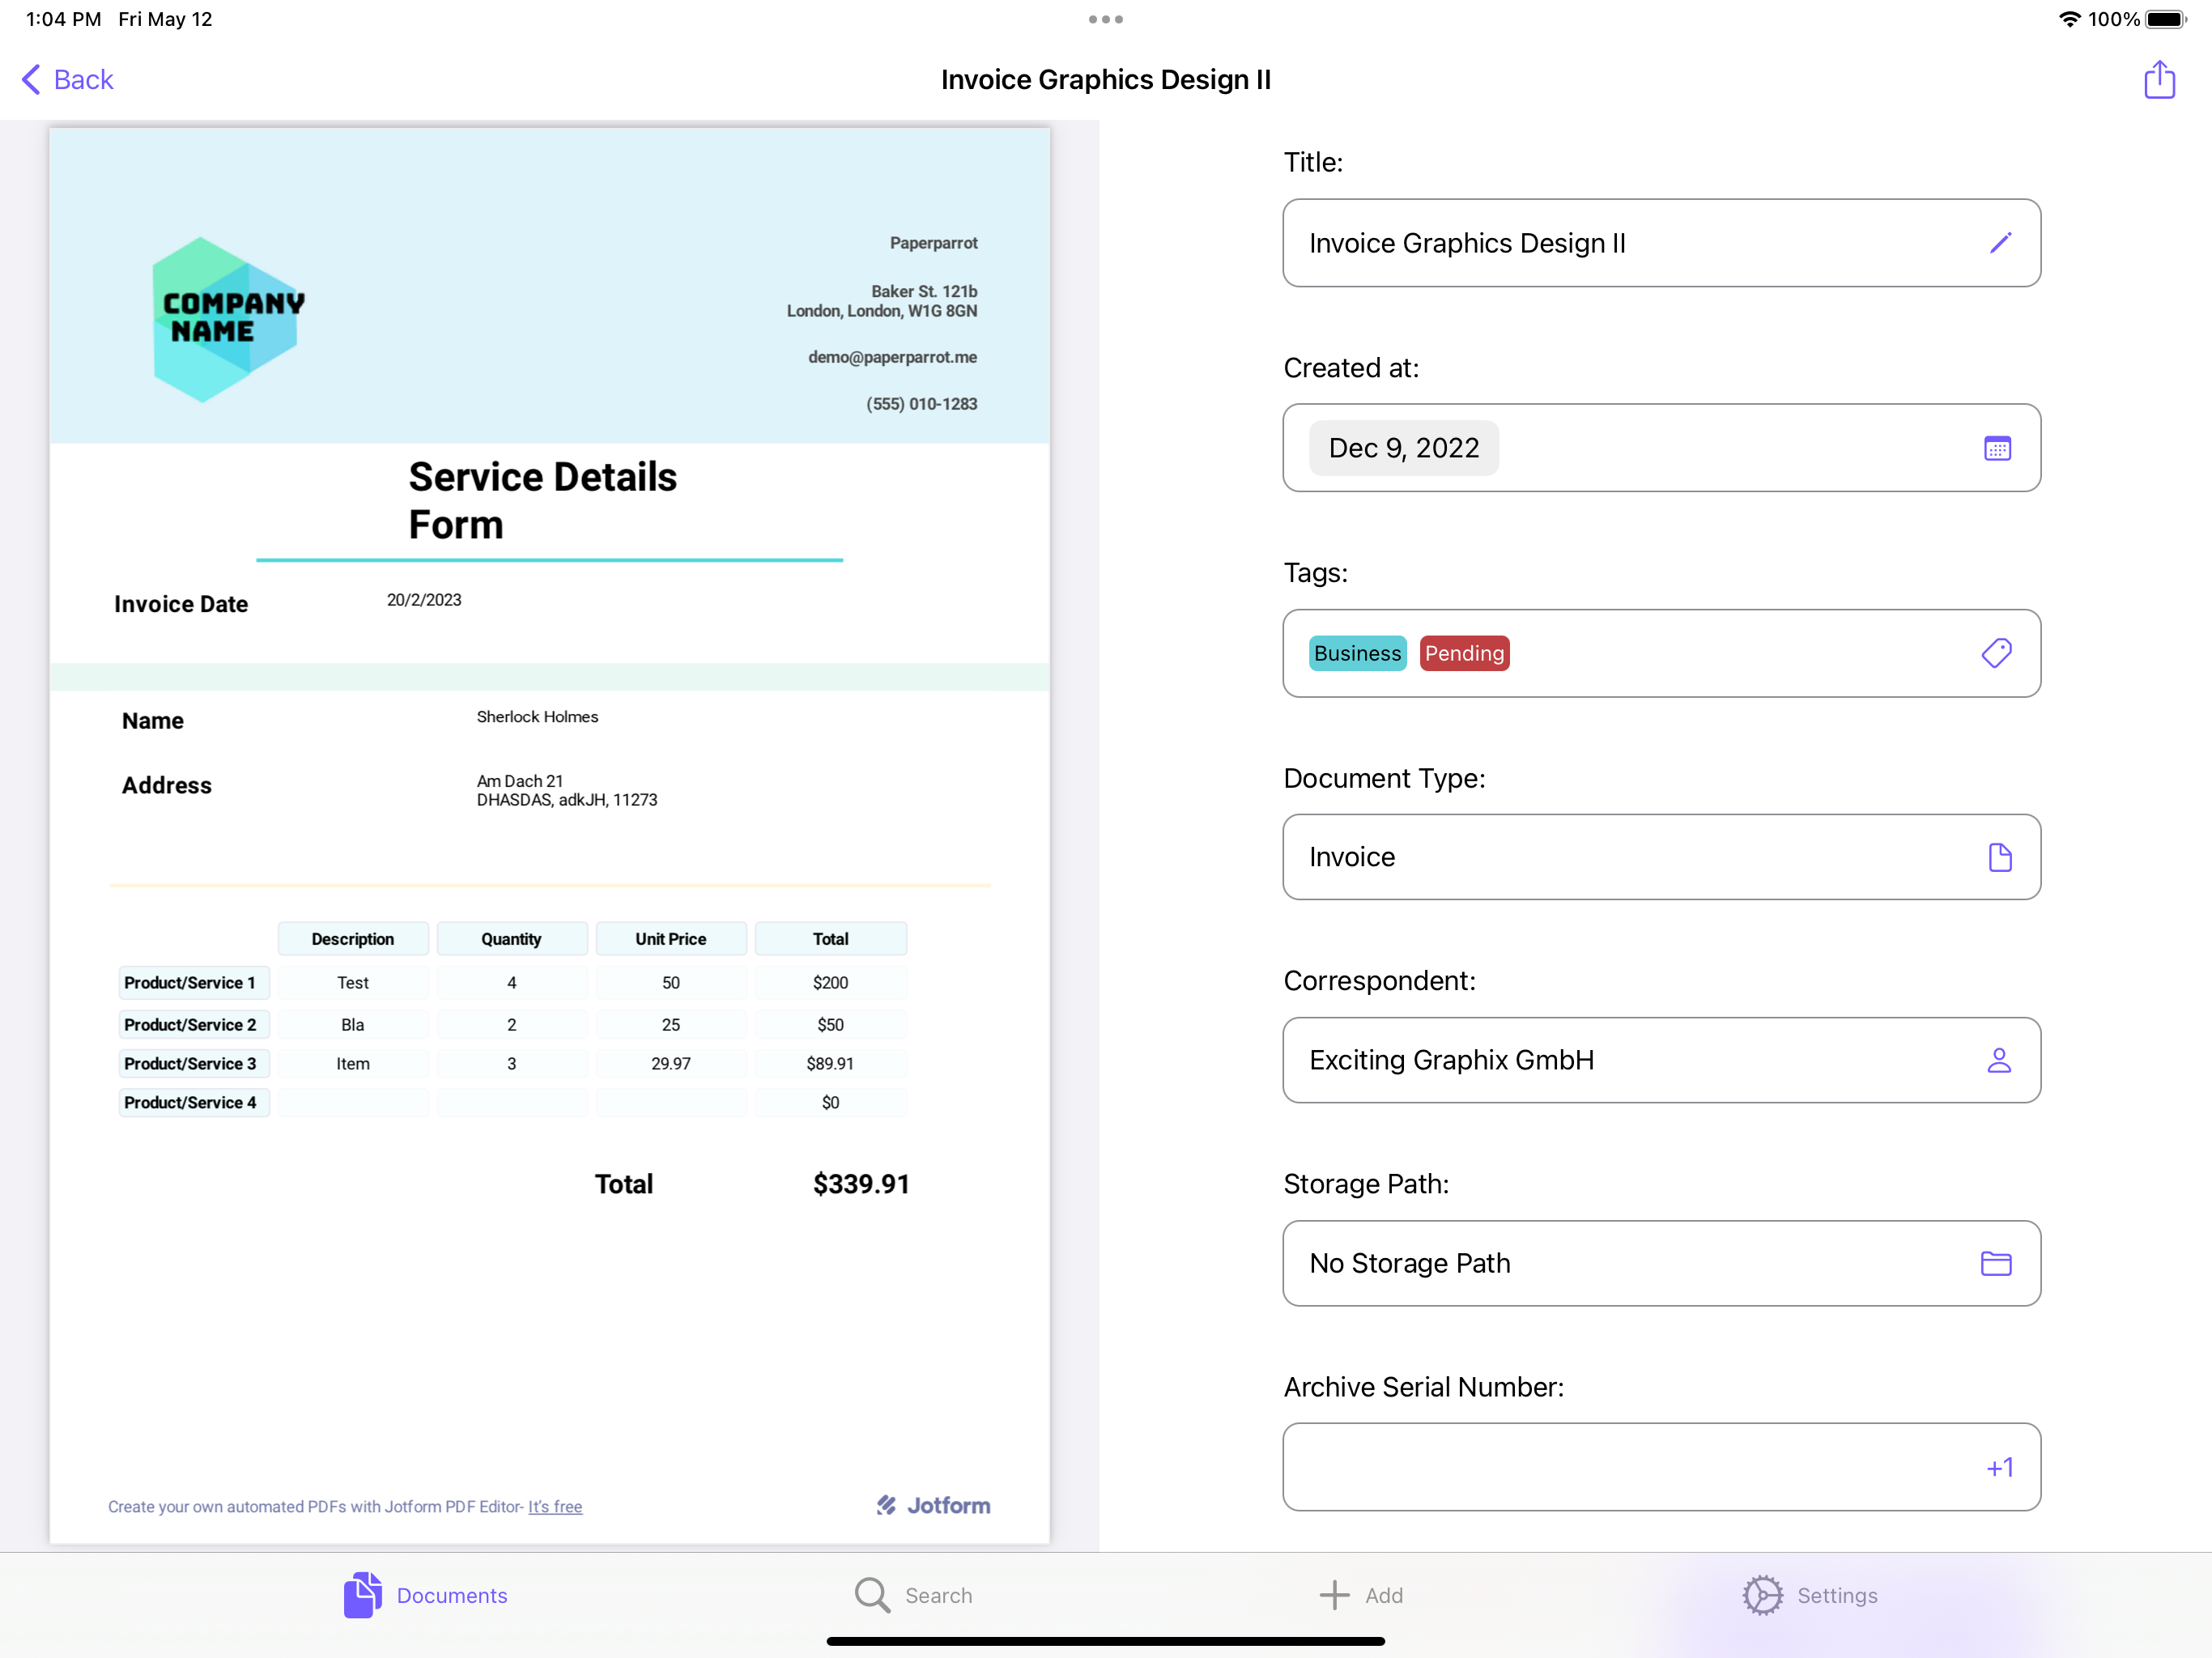 1:04 PM Fri May 12
100%
Back
Invoice Graphics Design II
COMPANY
NAME
Paperparrot
Baker St. 121b
London, London, W1G 8GN
demo@paperparrot.me
(555) 010-1283
Service Details
Form
Invoice Date 20/2/2023
Name Sherlock Holmes
Address Am Dach 21
DHASDAS, adkJH, 11273
Description Quantity Unit Price Total
Product/Service 1 Test 4 50 $200
Product/Service 2 Bla 2 25 $50
Product/Service 3 Item 3 29.97 $89.91
Product/Service 4 $0
Total $339.91
Create your own automated PDFs with Jotform PDF Editor- It's free
Jotform
Title:
Invoice Graphics Design II
Created at:
Dec 9, 2022
Tags:
Business Pending
Document Type:
Invoice
Correspondent:
Exciting Graphix GmbH
Storage Path:
No Storage Path
Archive Serial Number:
+1
Documents Search Add Settings